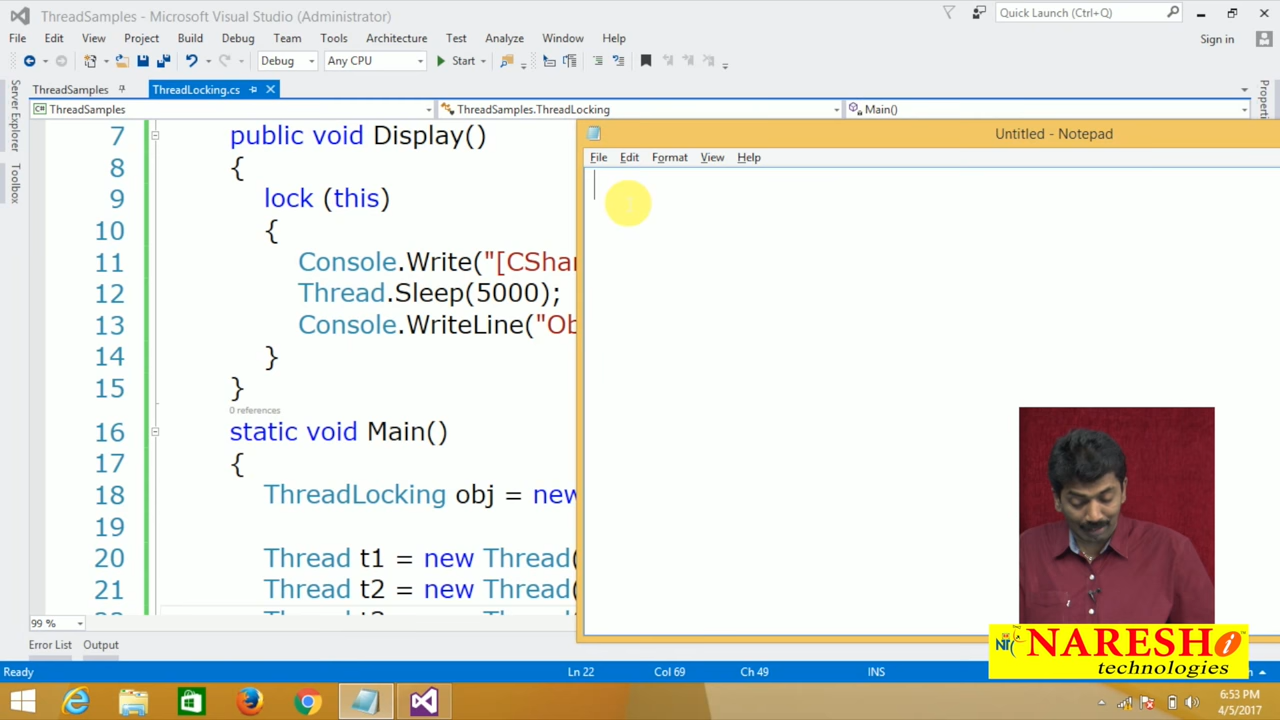 ThreadSamples - Microsoft Visual Studio (Administrator)
Quick Launch (Ctrl+Q)
File Edit View Project Build Debug Team Tools Architecture Test Analyze Window Help
Sign in
Debug Any CPU Start
ThreadSamples ThreadLocking.cs
ThreadSamples ThreadSamples.ThreadLocking Main()
Server Explorer
Toolbox
Properti
7 public void Display()
8 {
9 lock (this)
10 {
11 Console.Write("[CShar
12 Thread.Sleep(5000);
13 Console.WriteLine("Ob
14 }
15 }
0 references
16 static void Main()
17 {
18 ThreadLocking obj = new
19
20 Thread t1 = new Thread(
21 Thread t2 = new Thread(
Untitled - Notepad
File Edit Format View Help
99 %
Error List Output
Ready Ln 22 Col 69 Ch 49 INS
NARESH i
technologies
6:53 PM
4/5/2017